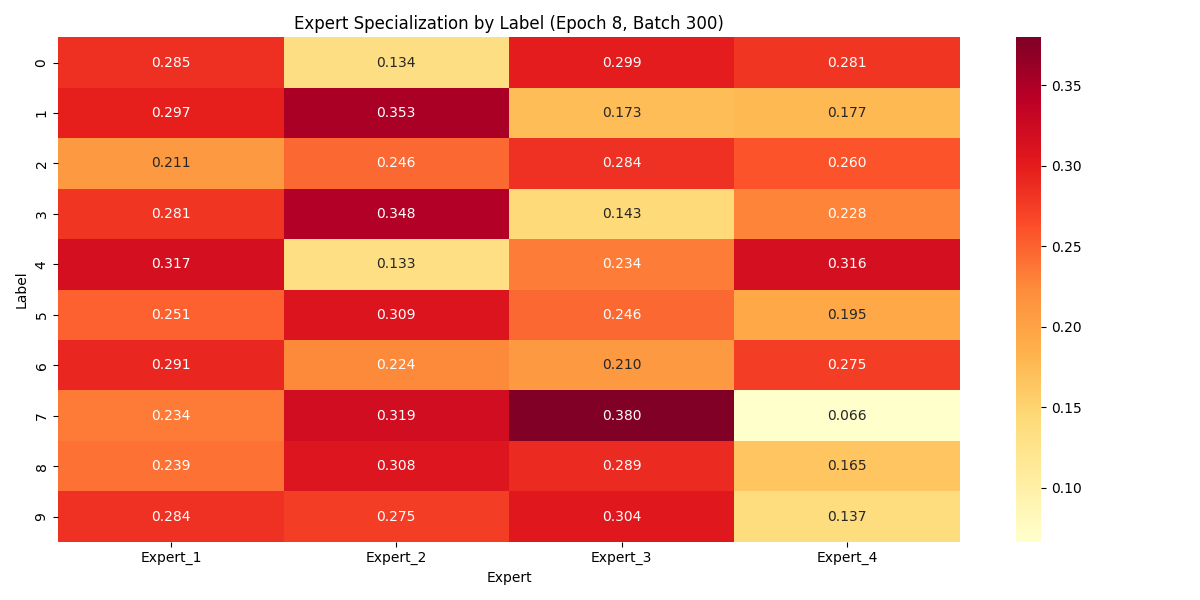 Expert Specialization by Label (Epoch 8, Batch 300)
0 0.285 0.134 0.299 0.281
1 0.297 0.353 0.173 0.177
2 0.211 0.246 0.284 0.260
3 0.281 0.348 0.143 0.228
4 0.317 0.133 0.234 0.316
5 0.251 0.309 0.246 0.195
6 0.291 0.224 0.210 0.275
7 0.234 0.319 0.380 0.066
8 0.239 0.308 0.289 0.165
9 0.284 0.275 0.304 0.137
Label
Expert_1 Expert_2 Expert_3 Expert_4
Expert
0.35
0.30
0.25
0.20
0.15
0.10